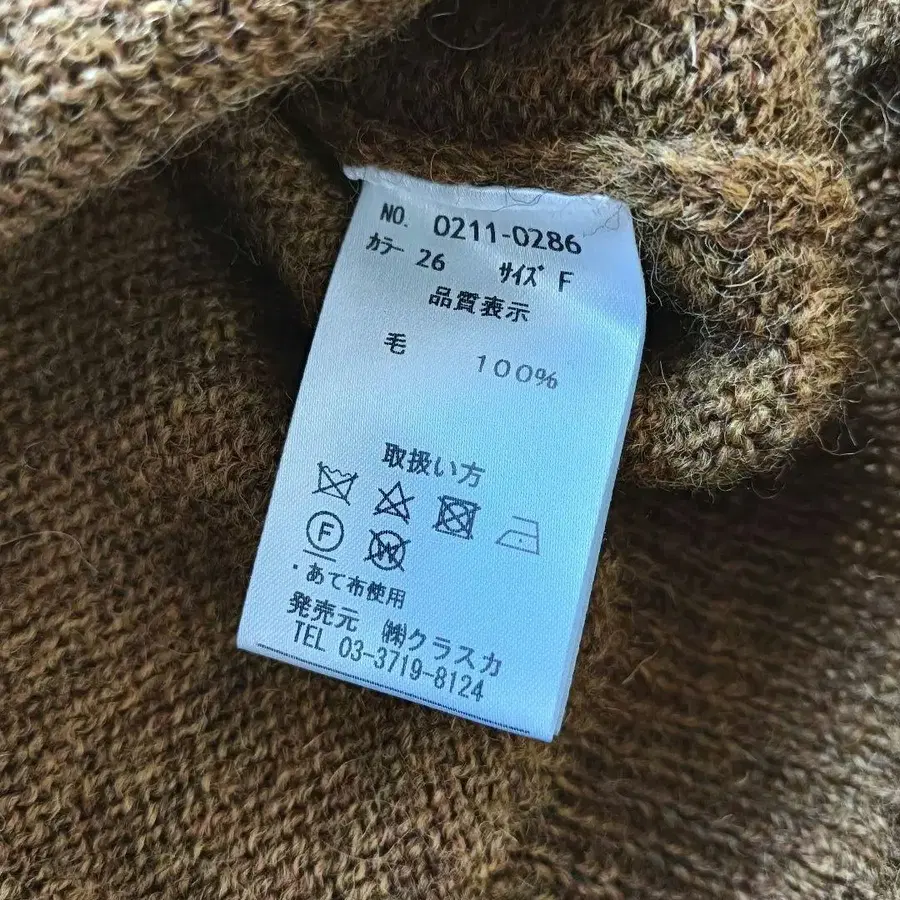 NO. 0211-0286
カラー 26 サイズ F
品質表示
毛 100%
取扱い方
F W
・あて布使用
発売元 ㈱クラスカ
TEL 03-3719-8124